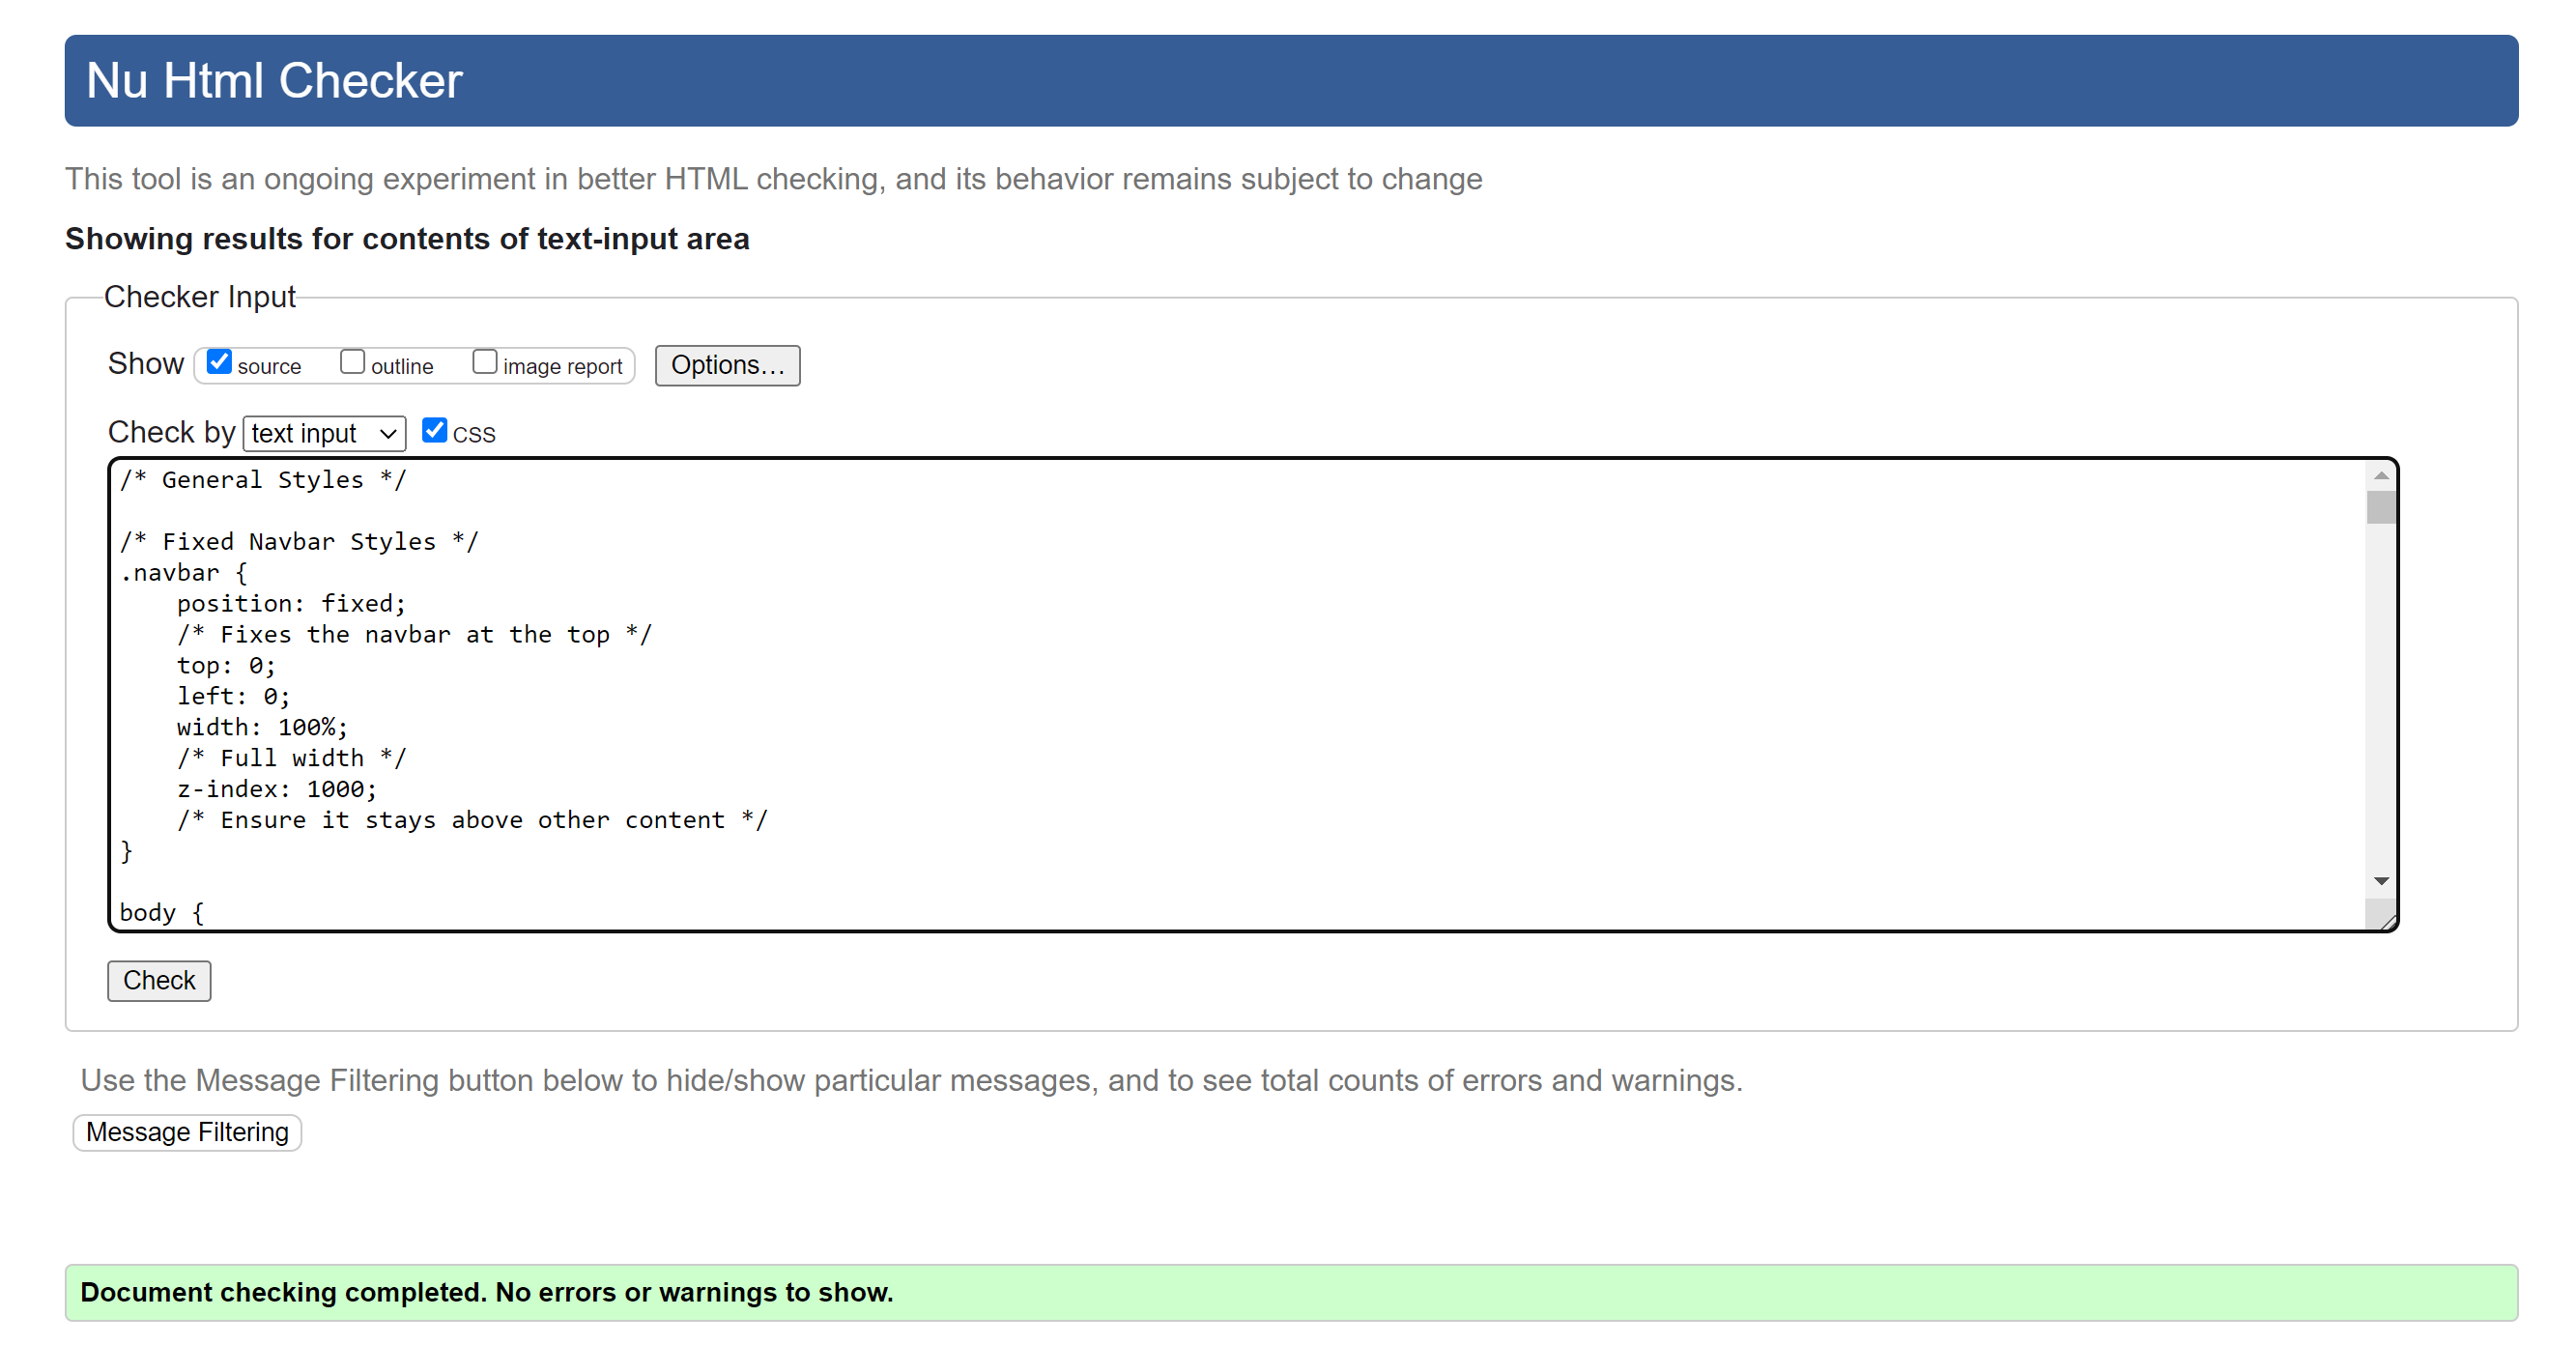 Nu Html Checker
This tool is an ongoing experiment in better HTML checking, and its behavior remains subject to change
Showing results for contents of text-input area
Checker Input
Show source outline image report Options...
Check by text input CSS
/* General Styles */
/* Fixed Navbar Styles */
.navbar {
    position: fixed;
    /* Fixes the navbar at the top */
    top: 0;
    left: 0;
    width: 100%;
    /* Full width */
    z-index: 1000;
    /* Ensure it stays above other content */
}
body {
Check
Use the Message Filtering button below to hide/show particular messages, and to see total counts of errors and warnings.
Message Filtering
Document checking completed. No errors or warnings to show.